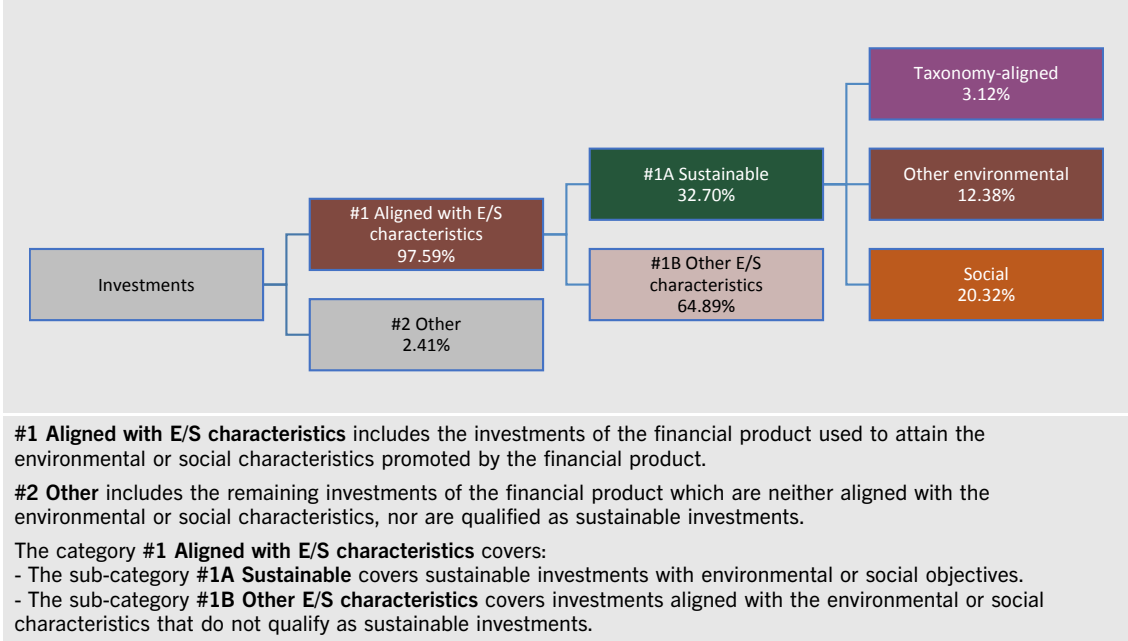 Investments
#1 Aligned with E/S
characteristics
97.59%
#2 Other
2.41%
#1A Sustainable
32.70%
#1B Other E/S
characteristics
64.89%
Taxonomy-aligned
3.12%
Other environmental
12.38%
Social
20.32%
#1 Aligned with E/S characteristics includes the investments of the financial product used to attain the
environmental or social characteristics promoted by the financial product.
#2 Other includes the remaining investments of the financial product which are neither aligned with the
environmental or social characteristics, nor are qualified as sustainable investments.
The category #1 Aligned with E/S characteristics covers:
- The sub-category #1A Sustainable covers sustainable investments with environmental or social objectives.
- The sub-category #1B Other E/S characteristics covers investments aligned with the environmental or social
characteristics that do not qualify as sustainable investments.